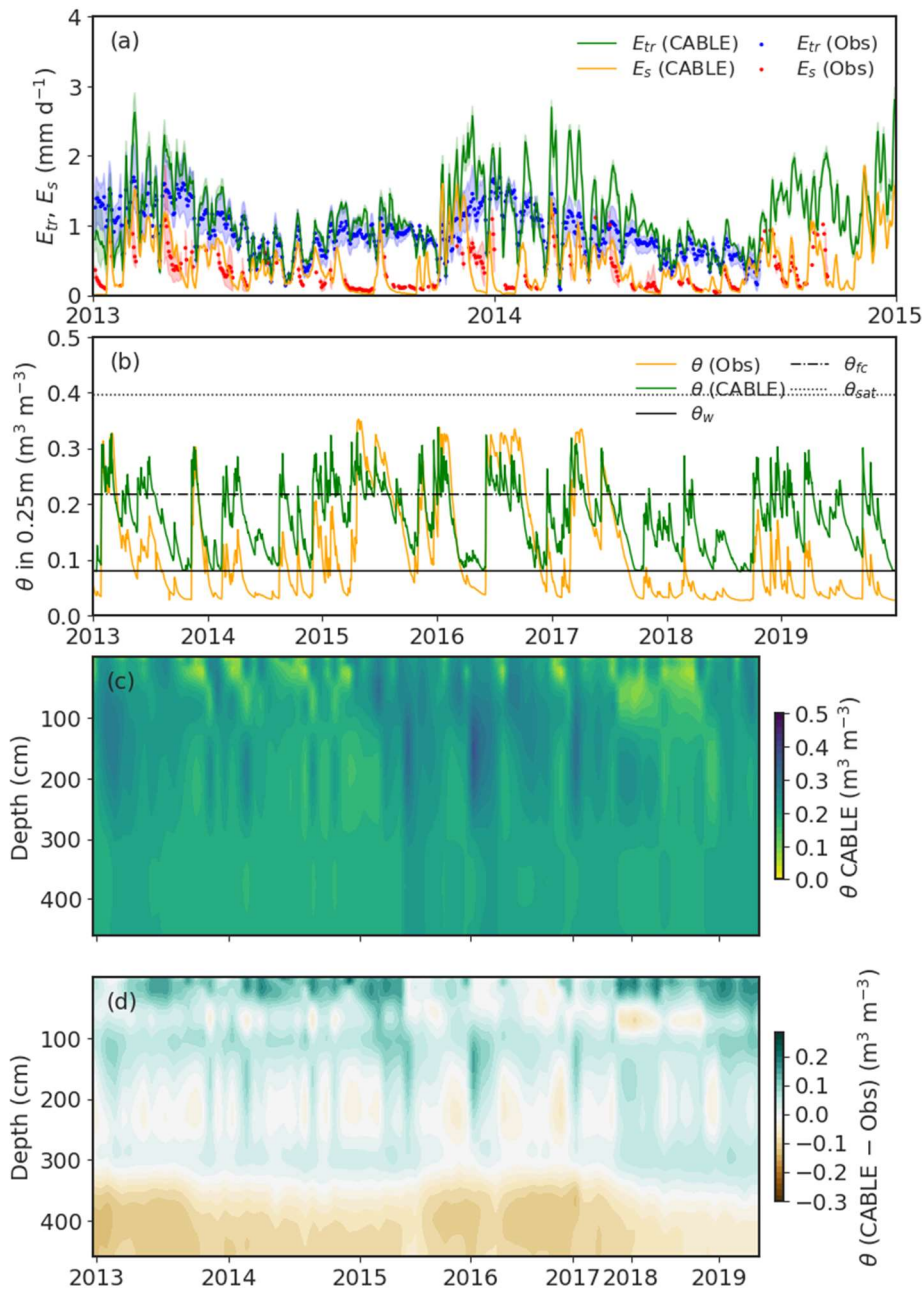 (a)
E_tr (CABLE)
E_s (CABLE)
E_tr (Obs)
E_s (Obs)
E_tr, E_s (mm d⁻¹)
4
3
2
1
0
2013
2014
2015
(b)
θ (Obs)
θ (CABLE)
θ_w
θ_fc
θ_sat
θ in 0.25m (m³ m⁻³)
0.5
0.4
0.3
0.2
0.1
0.0
2013
2014
2015
2016
2017
2018
2019
(c)
Depth (cm)
100
200
300
400
0.5
0.4
0.3
0.2
0.1
0.0
θ CABLE (m³ m⁻³)
(d)
Depth (cm)
100
200
300
400
2013
2014
2015
2016
2017
2018
2019
0.2
0.1
0.0
−0.1
−0.2
−0.3
θ (CABLE − Obs) (m³ m⁻³)